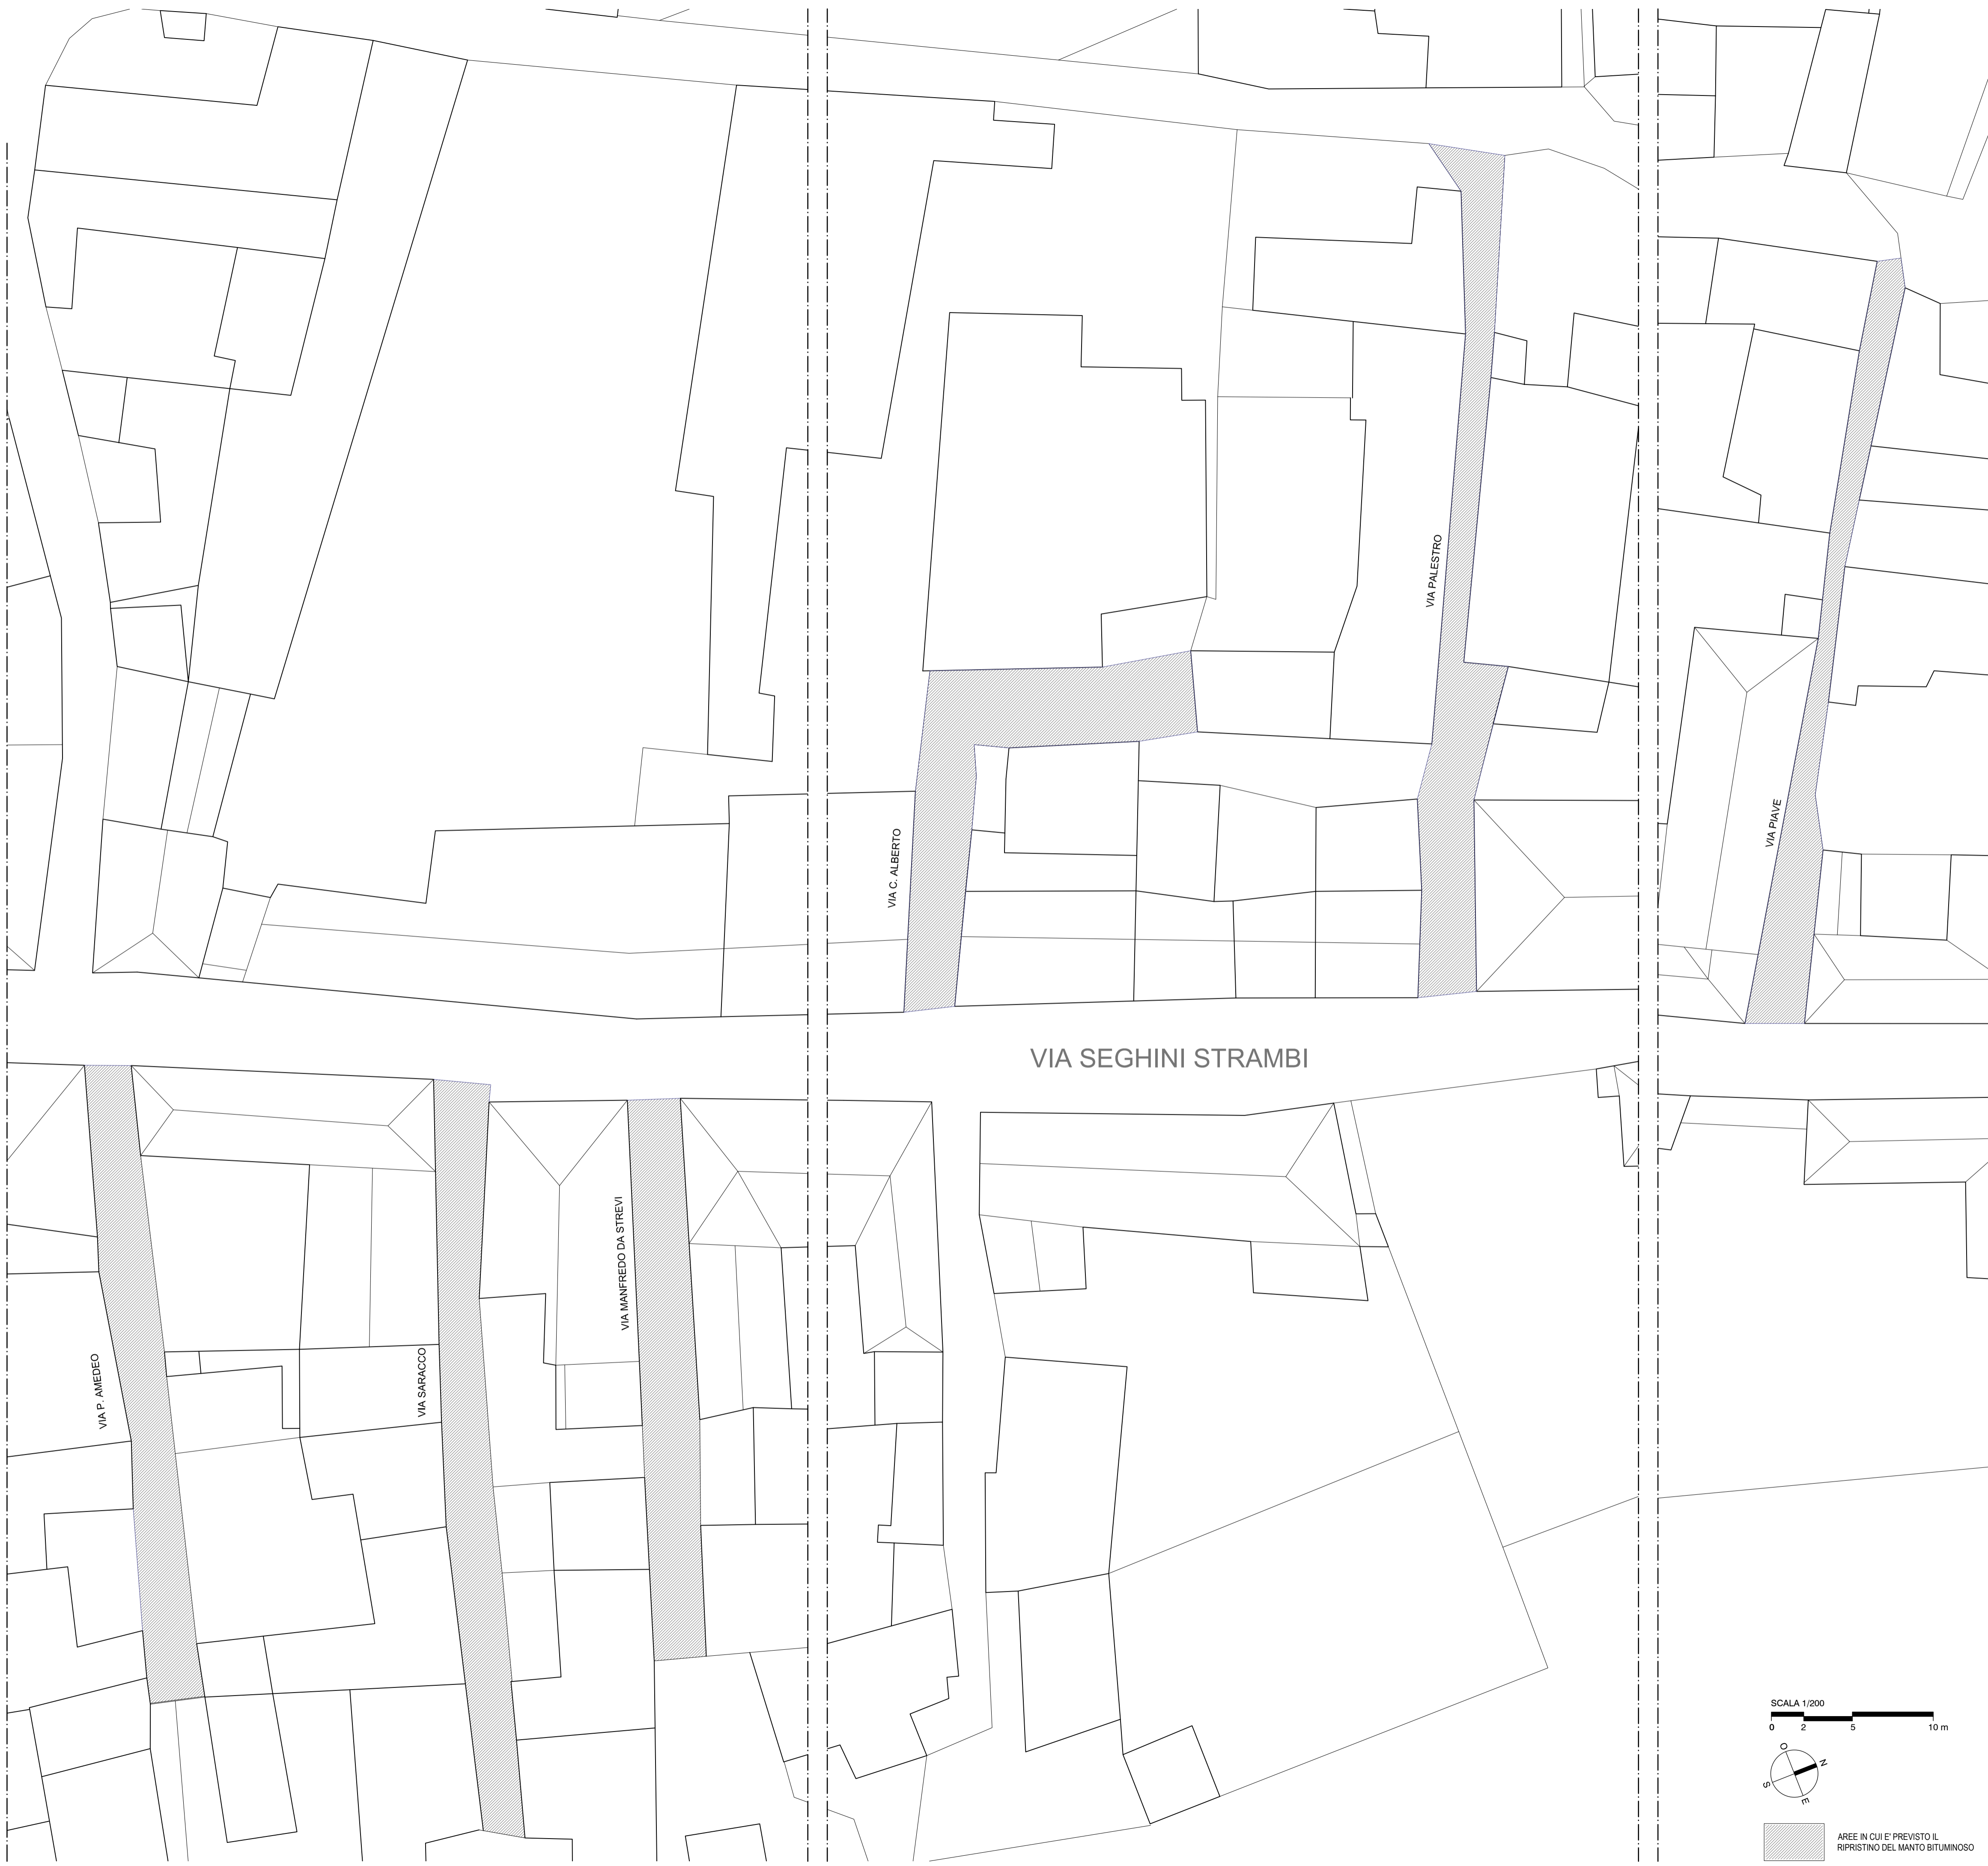 VIA PALESTRO
VIA PIAVE
VIA C. ALBERTO
VIA SEGHINI STRAMBI
VIA MANFREDO DA STREVI
VIA SARACCO
VIA P. AMEDEO
SCALA 1/200
0 2 5 10 m
O
N
S
E
AREE IN CUI E' PREVISTO IL
RIPRISTINO DEL MANTO BITUMINOSO